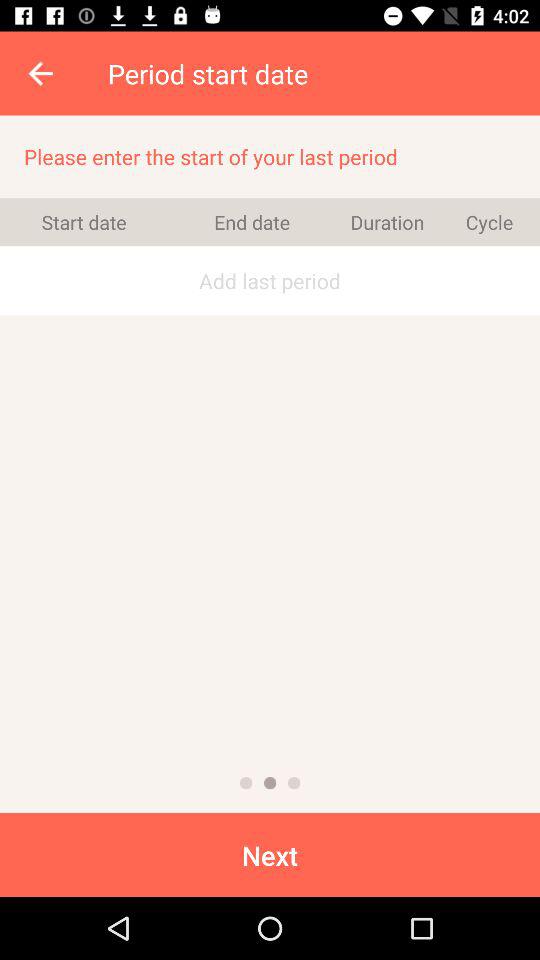 4:02
Period start date
Please enter the start of your last period
Start date End date Duration Cycle
Add last period
Next